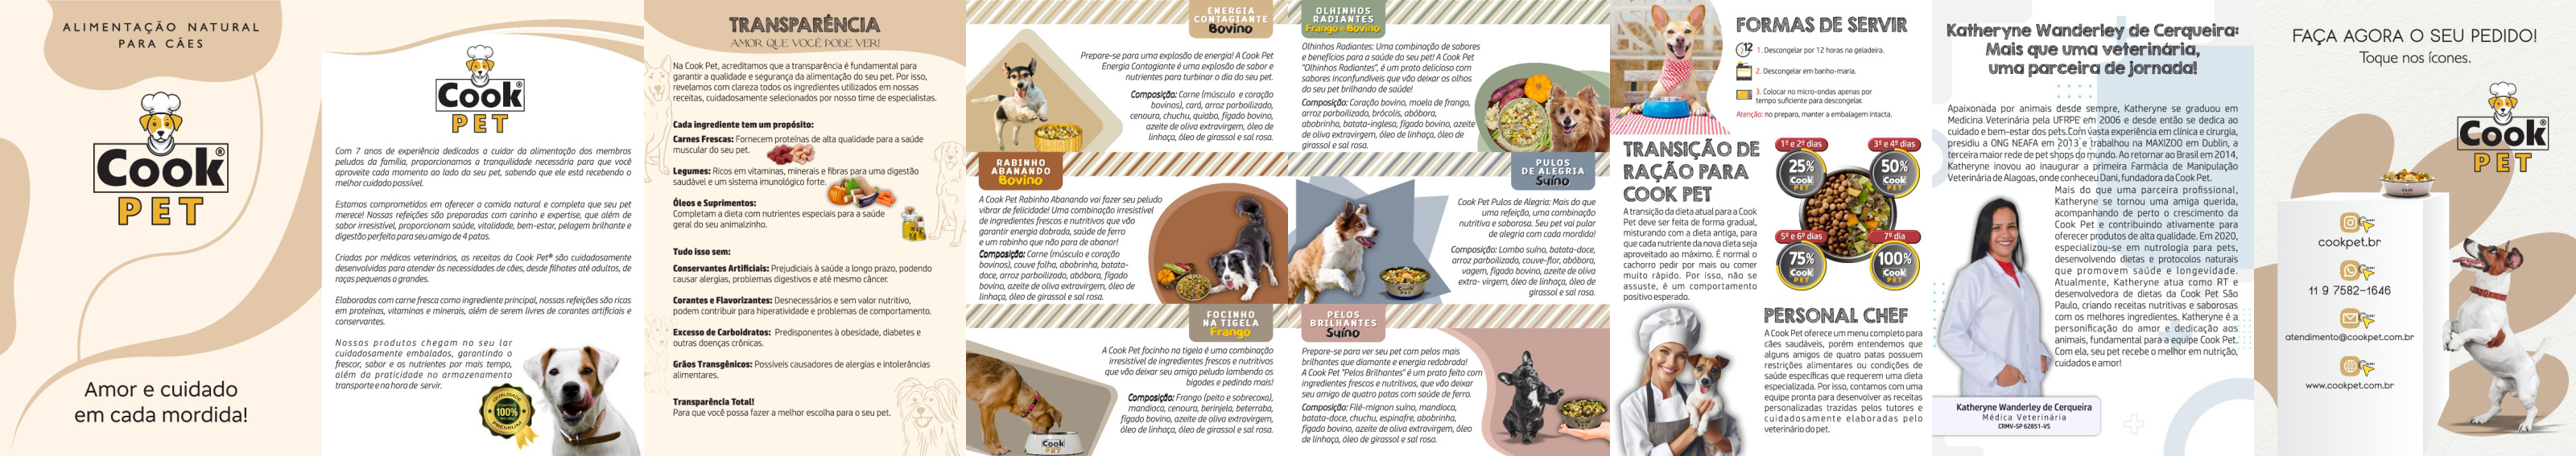 ALIMENTAÇÃO NATURAL
PARA CÃES
Cook®
PET
Amor e cuidado
em cada mordida!
Cook®
PET
Com 7 anos de experiência dedicados a cuidar da alimentação dos membros
peludos da família, proporcionamos a tranquilidade necessária para que você
aproveite cada momento ao lado do seu pet, sabendo que ele está recebendo o
melhor cuidado possível.
Estamos comprometidos em oferecer a comida natural e completa que seu pet
merece! Nossas refeições são preparadas com carinho e expertise, que além de
sabor irresistível, proporcionam saúde, vitalidade, bem-estar, pelagem brilhante e
digestão perfeita para seu amigo de 4 patas.
Criadas por médicos veterinários, as receitas da Cook Pet® são cuidadosamente
desenvolvidas para atender às necessidades de cães, desde filhotes até adultos, de
raças pequenas a grandes.
Elaboradas com carne fresca como ingrediente principal, nossas refeições são ricas
em proteínas, vitaminas e minerais, além de serem livres de corantes artificiais e
conservantes.
Nossos produtos chegam no seu lar
cuidadosamente embalados, garantindo o
frescor, sabor e os nutrientes por mais tempo,
além da praticidade no armazenamento
transporte e na hora de servir.
QUALIDADE
100%
PREMIUM
TRANSPARÊNCIA
AMOR QUE VOCÊ PODE VER!
Na Cook Pet, acreditamos que a transparência é fundamental para
garantir a qualidade e segurança da alimentação do seu pet. Por isso,
revelamos com clareza todos os ingredientes utilizados em nossas
receitas, cuidadosamente selecionados por nosso time de especialistas.
Cada ingrediente tem um propósito:
Carnes Frescas: Fornecem proteínas de alta qualidade para a saúde
muscular do seu pet.
Legumes: Ricos em vitaminas, minerais e fibras para uma digestão
saudável e um sistema imunológico forte.
Óleos e Suprimentos:
Completam a dieta com nutrientes especiais para a saúde
geral do seu animalzinho.
Tudo isso sem:
Conservantes Artificiais: Prejudiciais à saúde a longo prazo, podendo
causar alergias, problemas digestivos e até mesmo câncer.
Corantes e Flavorizantes: Desnecessários e sem valor nutritivo,
podem contribuir para hiperatividade e problemas de comportamento.
Excesso de Carboidratos: Predisponentes à obesidade, diabetes e
outras doenças crônicas.
Grãos Transgênicos: Possíveis causadores de alergias e intolerâncias
alimentares.
Transparência Total!
Para que você possa fazer a melhor escolha para o seu pet.
ENERGIA
CONTAGIANTE
Bovino
Prepare-se para uma explosão de energia! A Cook Pet
Energia Contagiante é uma explosão de sabor e
nutrientes para turbinar o dia do seu pet.
Composição: Carne (músculo e coração
bovinos), cará, arroz parboilizado,
cenoura, chuchu, quiabo, fígado bovino,
azeite de oliva extravirgem, óleo de
linhaça, óleo de girassol e sal rosa.
OLHINHOS
RADIANTES
Frango e Bovino
Olhinhos Radiantes: Uma combinação de sabores
e benefícios para a saúde do seu pet! A Cook Pet
"Olhinhos Radiantes", é um prato delicioso com
sabores inconfundíveis que vão deixar os olhos
do seu pet brilhando de saúde!
Composição: Coração bovino, moela de frango,
arroz parboilizado, brócolis, abóbora,
abobrinha, batata-inglesa, fígado bovino, azeite
de oliva extravirgem, óleo de linhaça, óleo de
girassol e sal rosa.
RABINHO
ABANANDO
Bovino
A Cook Pet Rabinho Abanando vai fazer seu peludo
vibrar de felicidade! Uma combinação irresistível
de ingredientes frescos e nutritivos que vão
garantir energia dobrada, saúde de ferro
e um rabinho que não para de abanar!
Composição: Carne (músculo e coração
bovinos), couve folha, abobrinha, batata-
doce, arroz parboilizado, abóbora, fígado
bovino, azeite de oliva extravirgem, óleo de
linhaça, óleo de girassol e sal rosa.
PULOS
DE ALEGRIA
Suíno
Cook Pet Pulos de Alegria: Mais do que
uma refeição, uma combinação
nutritiva e saborosa. Seu pet vai pular
de alegria com cada mordida!
Composição: Lombo suíno, batata-doce,
arroz parboilizado, couve-flor, abóbora,
vagem, fígado bovino, azeite de oliva
extra- virgem, óleo de linhaça, óleo de
girassol e sal rosa.
FOCINHO
NA TIGELA
Frango
A Cook Pet focinho na tigela é uma combinação
irresistível de ingredientes frescos e nutritivos
que vão deixar seu amigo peludo lambendo os
bigodes e pedindo mais!
Composição: Frango (peito e sobrecoxa),
mandioca, cenoura, berinjela, beterraba,
fígado bovino, azeite de oliva extravirgem,
óleo de linhaça, óleo de girassol e sal rosa.
Cook
PET
PELOS
BRILHANTES
Suíno
Prepare-se para ver seu pet com pelos mais
brilhantes que diamante e energia redobrada!
A Cook Pet "Pelos Brilhantes" é um prato feito com
ingredientes frescos e nutritivos, que vão deixar
seu amigo de quatro patas com saúde de ferro.
Composição: Filé-mignon suíno, mandioca,
batata-doce, chuchu, espinafre, abobrinha,
fígado bovino, azeite de oliva extravirgem, óleo
de linhaça, óleo de girassol e sal rosa.
FORMAS DE SERVIR
12 1. Descongelar por 12 horas na geladeira.
2. Descongelar em banho-maria.
3. Colocar no micro-ondas apenas por
tempo suficiente para descongelar.
Atenção: no preparo, manter a embalagem intacta.
TRANSIÇÃO DE
RAÇÃO PARA
COOK PET
A transição da dieta atual para a Cook
Pet deve ser feita de forma gradual,
misturando com a dieta antiga, para
que cada nutriente da nova dieta seja
aproveitado ao máximo. É normal o
cachorro pedir por mais ou comer
muito rápido. Por isso, não se
assuste, é um comportamento
positivo esperado.
1º e 2º dias
25%
Cook
PET
3º e 4º dias
50%
Cook
PET
5º e 6º dias
75%
Cook
PET
7º dia
100%
Cook
PET
PERSONAL CHEF
A Cook Pet oferece um menu completo para
cães saudáveis, porém entendemos que
alguns amigos de quatro patas possuem
restrições alimentares ou condições de
saúde específicas que requerem uma dieta
especializada. Por isso, contamos com uma
equipe pronta para desenvolver as receitas
personalizadas trazidas pelos tutores e
cuidadosamente elaboradas pelo
veterinário do pet.
Katheryne Wanderley de Cerqueira:
Mais que uma veterinária,
uma parceira de jornada!
Apaixonada por animais desde sempre, Katheryne se graduou em
Medicina Veterinária pela UFRPE em 2006 e desde então se dedica ao
cuidado e bem-estar dos pets.Com vasta experiência em clínica e cirurgia,
presidiu a ONG NEAFA em 2013 e trabalhou na MAXIZOO em Dublin, a
terceira maior rede de pet shops do mundo. Ao retornar ao Brasil em 2014,
Katheryne inovou ao inaugurar a primeira Farmácia de Manipulação
Veterinária de Alagoas, onde conheceu Dani, fundadora da Cook Pet.
Mais do que uma parceira profissional,
Katheryne se tornou uma amiga querida,
acompanhando de perto o crescimento da
Cook Pet e contribuindo ativamente para
oferecer produtos de alta qualidade. Em 2020,
especializou-se em nutrologia para pets,
desenvolvendo dietas e protocolos naturais
que promovem saúde e longevidade.
Atualmente, Katheryne atua como RT e
desenvolvedora de dietas da Cook Pet São
Paulo, criando receitas nutritivas e saborosas
com os melhores ingredientes. Katheryne é a
personificação do amor e dedicação aos
animais, fundamental para a equipe Cook Pet.
Com ela, seu pet recebe o melhor em nutrição,
cuidados e amor!
Katheryne Wanderley de Cerqueira
Médica Veterinária
CRMV-SP 62851-VS
FAÇA AGORA O SEU PEDIDO!
Toque nos ícones.
Cook®
PET
cookpet.br
11 9 7582-1646
atendimento@cookpet.com.br
www.cookpet.com.br